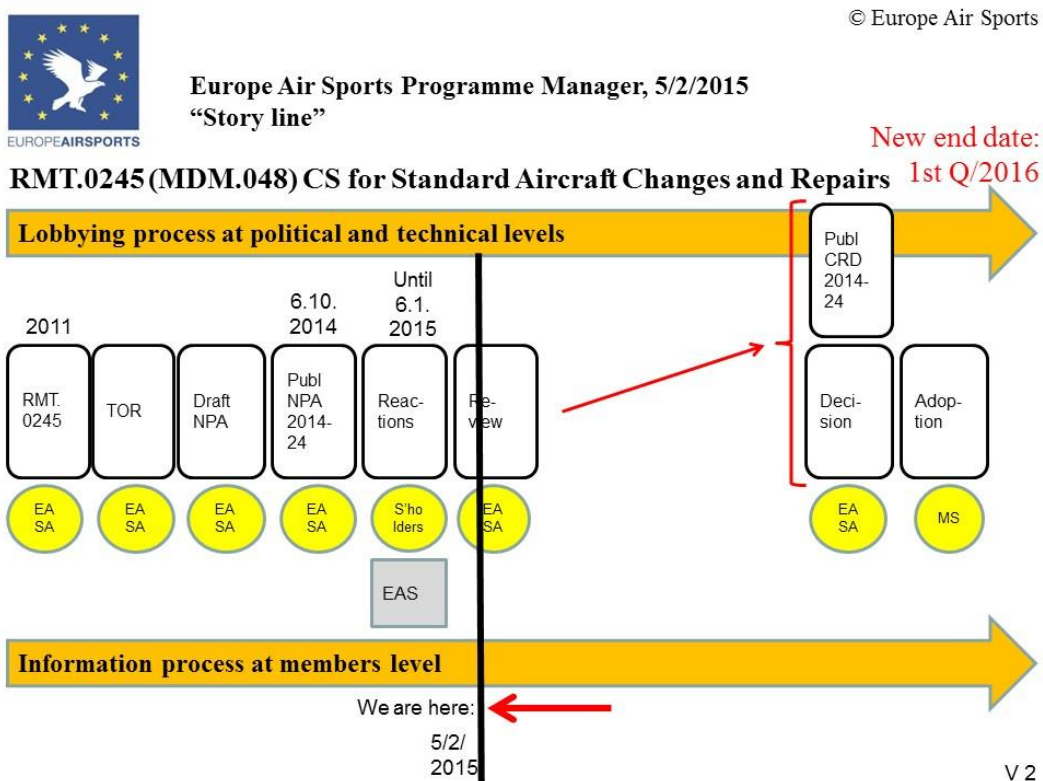 © Europe Air Sports
EUROPEAIRSPORTS
Europe Air Sports Programme Manager, 5/2/2015
“Story line”
New end date:
1st Q/2016
RMT.0245 (MDM.048) CS for Standard Aircraft Changes and Repairs
Lobbying process at political and technical levels
Publ
CRD
2014-
24
2011
6.10.
2014
Until
6.1.
2015
RMT.
0245
TOR
Draft
NPA
Publ
NPA
2014-
24
Reac-
tions
Re-
view
Deci-
sion
Adop-
tion
EA
SA
EA
SA
EA
SA
EA
SA
S'ho
lders
EA
SA
EA
SA
MS
EAS
Information process at members level
We are here:
5/2/
2015
V 2